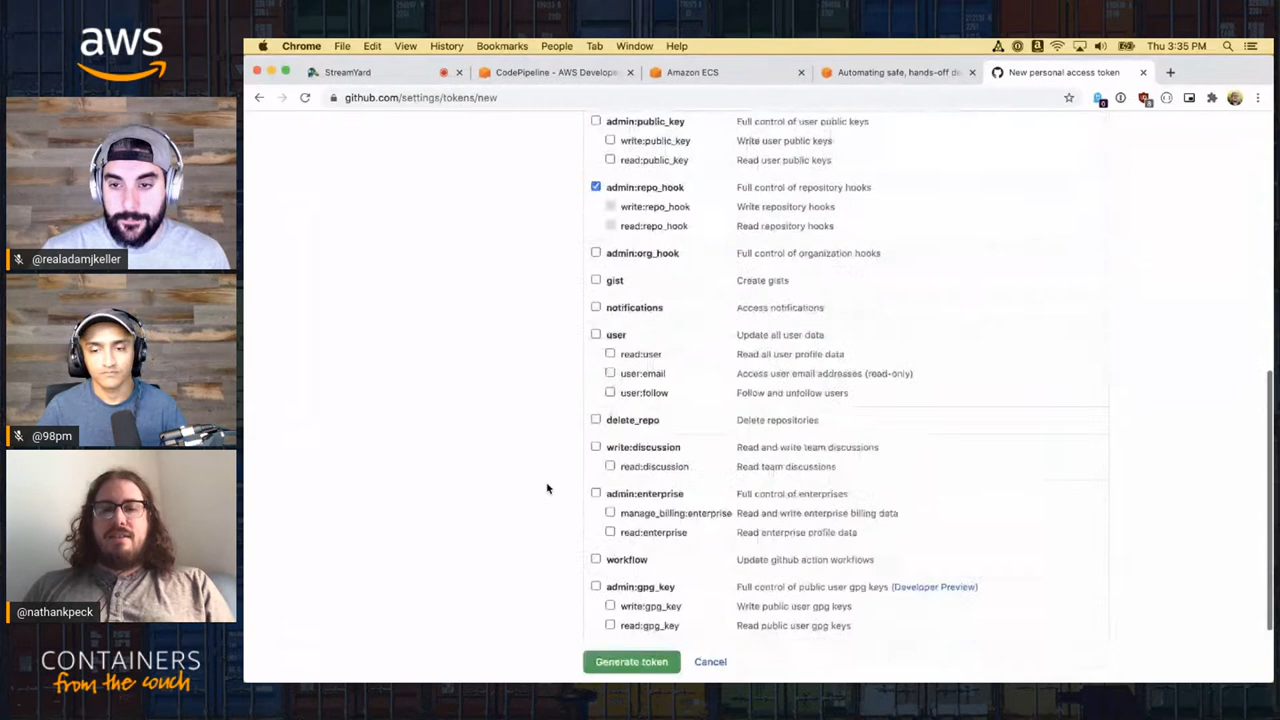 aws
@realadamjkeller
@98pm
@nathankpeck
CONTAINERS
from the couch
Chrome File Edit View History Bookmarks People Tab Window Help
Thu 3:35 PM
StreamYard
CodePipeline - AWS Develope
Amazon ECS
Automating safe, hands-off de
New personal access token
github.com/settings/tokens/new
admin:public_key Full control of user public keys
write:public_key Write user public keys
read:public_key Read user public keys
admin:repo_hook Full control of repository hooks
write:repo_hook Write repository hooks
read:repo_hook Read repository hooks
admin:org_hook Full control of organization hooks
gist Create gists
notifications Access notifications
user Update all user data
read:user Read all user profile data
user:email Access user email addresses (read-only)
user:follow Follow and unfollow users
delete_repo Delete repositories
write:discussion Read and write team discussions
read:discussion Read team discussions
admin:enterprise Full control of enterprises
manage_billing:enterprise Read and write enterprise billing data
read:enterprise Read enterprise profile data
workflow Update github action workflows
admin:gpg_key Full control of public user gpg keys (Developer Preview)
write:gpg_key Write public user gpg keys
read:gpg_key Read public user gpg keys
Generate token Cancel